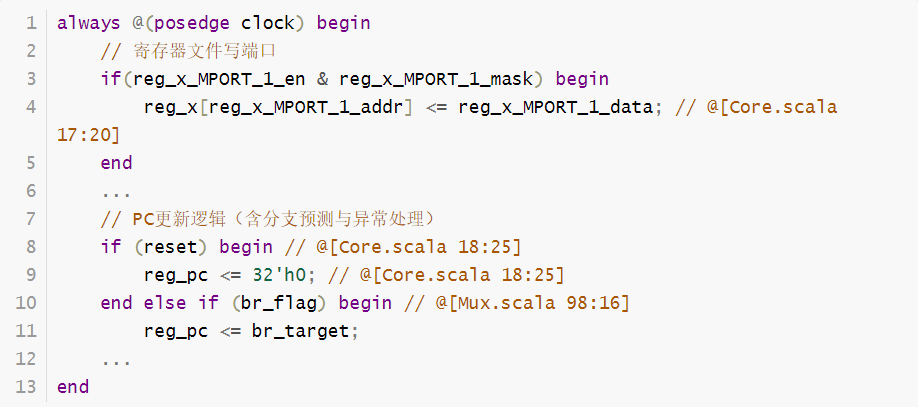 1 always @(posedge clock) begin
2 // 寄存器文件写端口
3 if(reg_x_MPORT_1_en & reg_x_MPORT_1_mask) begin
4 reg_x[reg_x_MPORT_1_addr] <= reg_x_MPORT_1_data; // @[Core.scala
17:20]
5 end
6 ...
7 // PC更新逻辑（含分支预测与异常处理）
8 if (reset) begin // @[Core.scala 18:25]
9 reg_pc <= 32'h0; // @[Core.scala 18:25]
10 end else if (br_flag) begin // @[Mux.scala 98:16]
11 reg_pc <= br_target;
12 ...
13 end